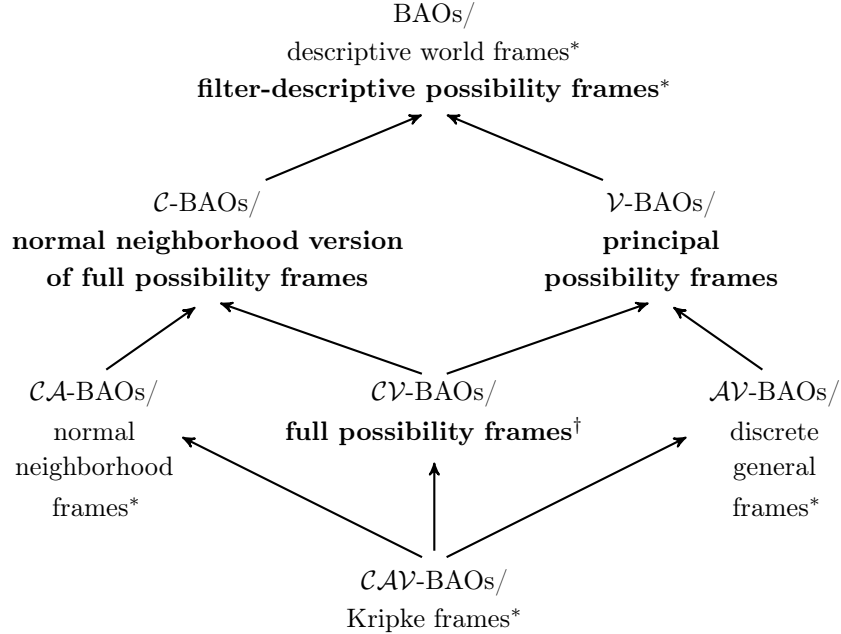 BAOs/
descriptive world frames*
filter-descriptive possibility frames*
𝒞-BAOs/
normal neighborhood version
of full possibility frames
𝒱-BAOs/
principal
possibility frames
𝒞𝒜-BAOs/
normal
neighborhood
frames*
𝒞𝒱-BAOs/
full possibility frames†
𝒜𝒱-BAOs/
discrete
general
frames*
𝒞𝒜𝒱-BAOs/
Kripke frames*